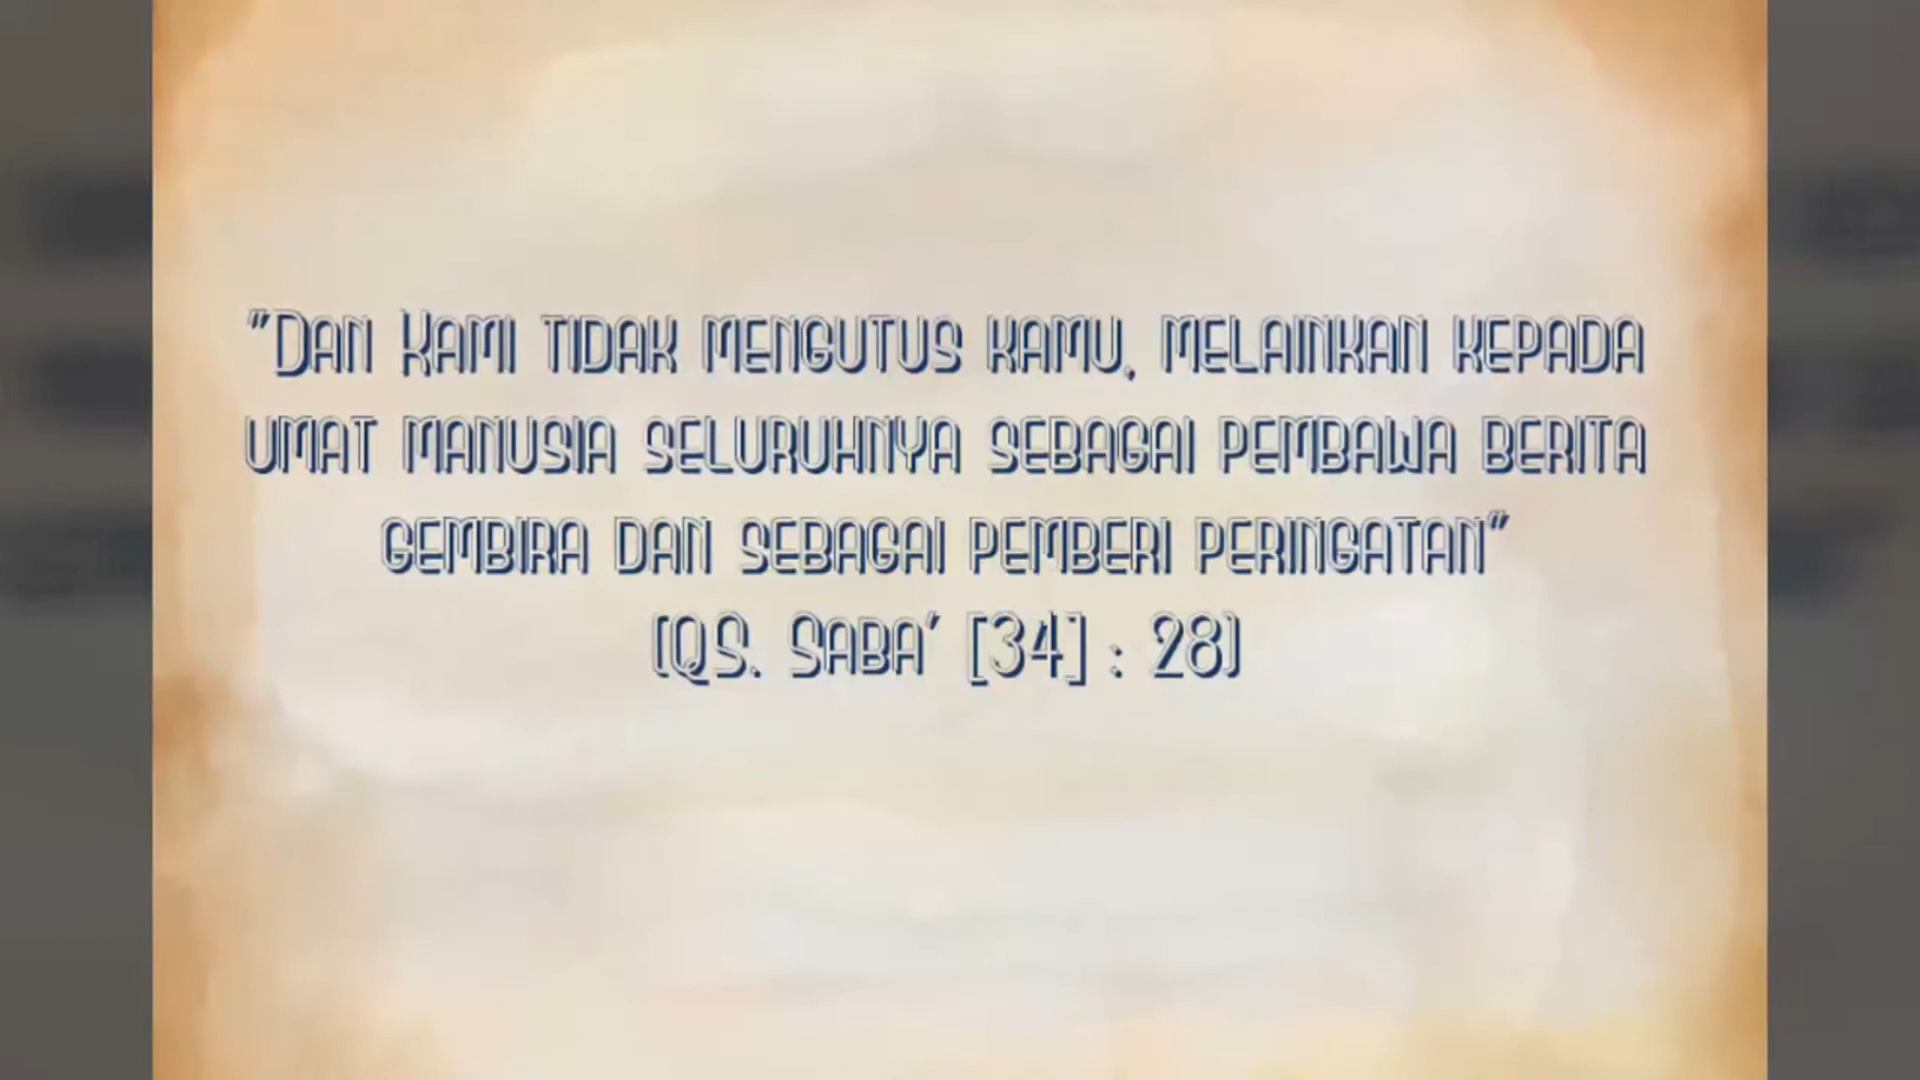 "Dan Kami tidak mengutus kamu, melainkan kepada
umat manusia seluruhnya sebagai pembawa berita
gembira dan sebagai pemberi peringatan"
(QS. Saba' [34] : 28)